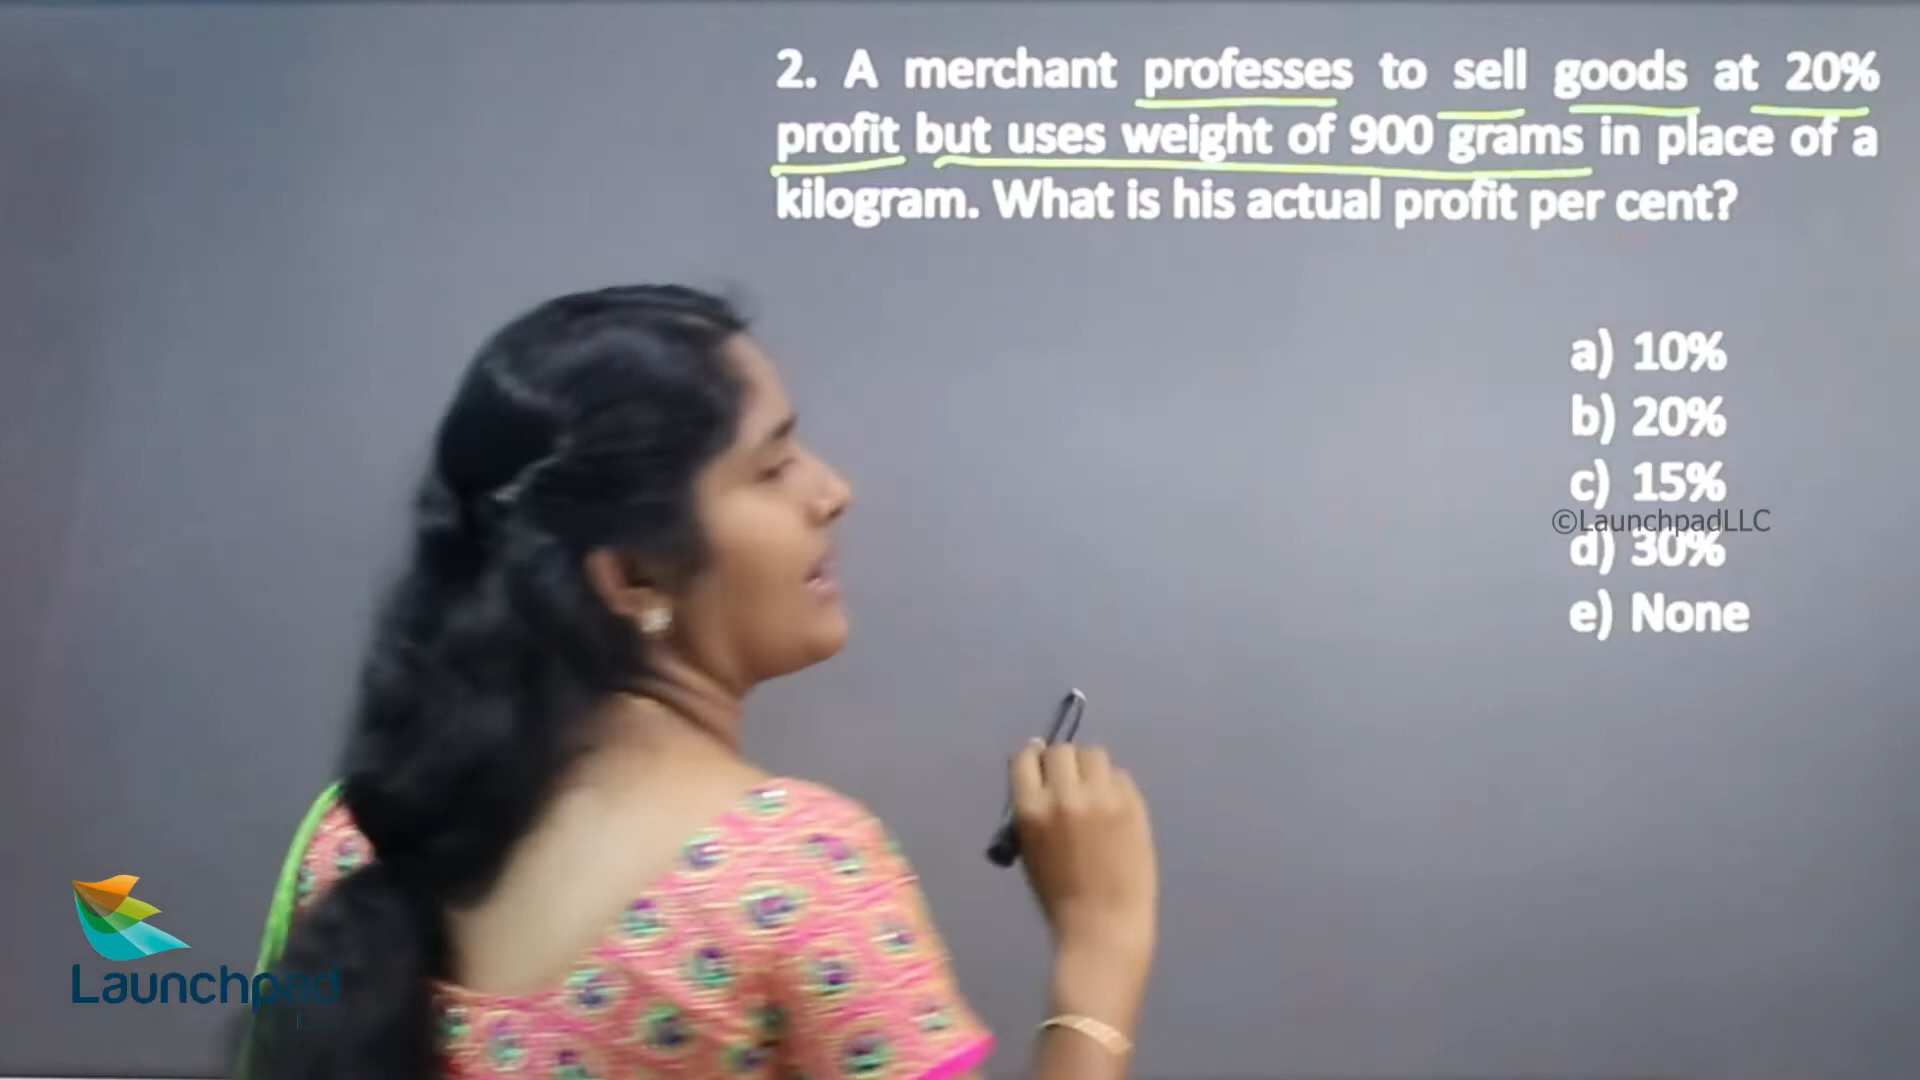 2. A merchant professes to sell goods at 20%
profit but uses weight of 900 grams in place of a
kilogram. What is his actual profit per cent?
a) 10%
b) 20%
c) 15%
©LaunchpadLLC
d) 30%
e) None
Launchpad